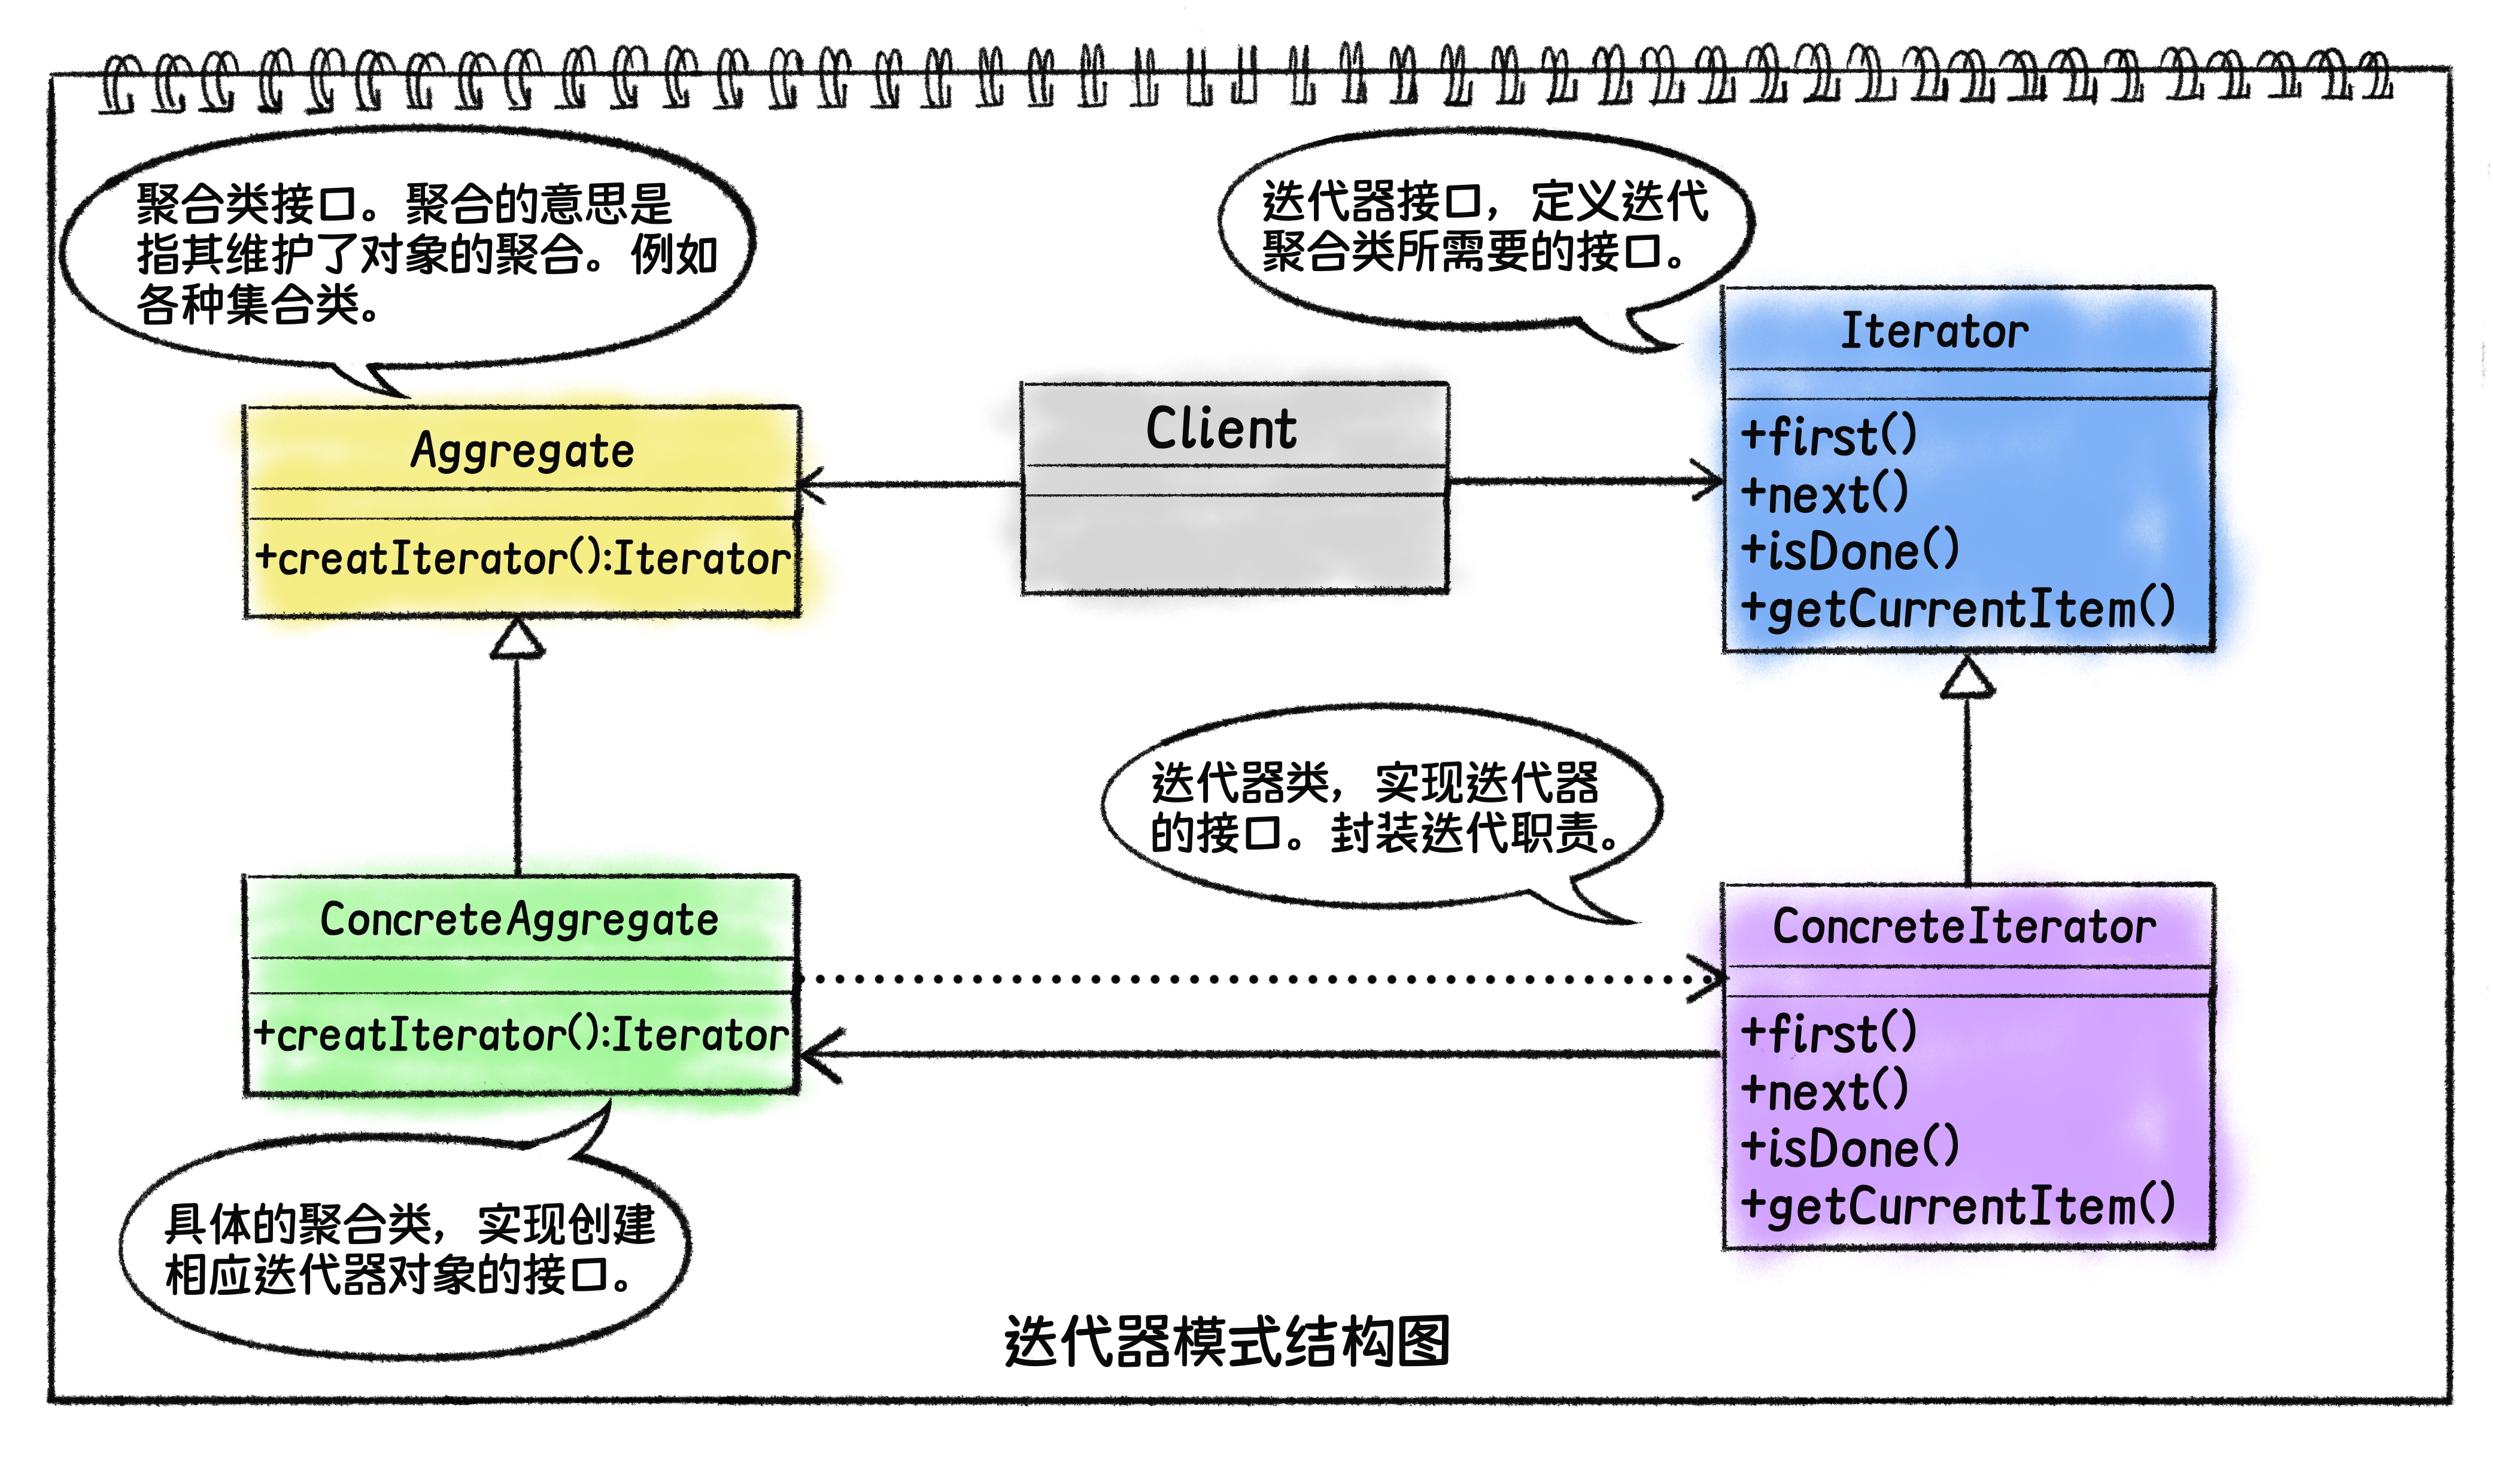 聚合类接口。聚合的意思是
指其维护了对象的聚合。例如
各种集合类。
迭代器接口，定义迭代
聚合类所需要的接口。
Aggregate
+creatIterator():Iterator
Client
Iterator
+first()
+next()
+isDone()
+getCurrentItem()
迭代器类，实现迭代器
的接口。封装迭代职责。
ConcreteAggregate
+creatIterator():Iterator
ConcreteIterator
+first()
+next()
+isDone()
+getCurrentItem()
具体的聚合类，实现创建
相应迭代器对象的接口。
迭代器模式结构图